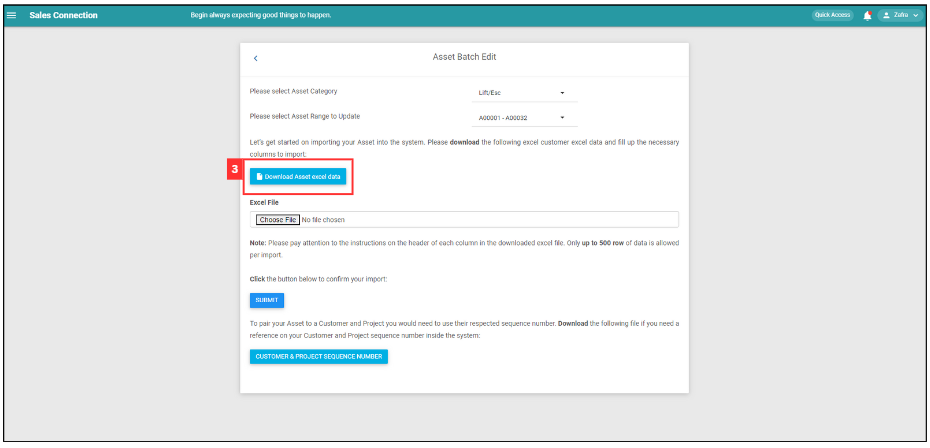 Sales Connection
Begin always expecting good things to happen.
Quick Access
Zafra
Asset Batch Edit
Please select Asset Category
Lift/Esc
Please select Asset Range to Update
A00001 - A00032
Let's get started on importing your Asset into the system. Please download the following excel customer excel data and fill up the necessary
columns to import:
3
Download Asset excel data
Excel File
Choose File No file chosen
Note: Please pay attention to the instructions on the header of each column in the downloaded excel file. Only up to 500 row of data is allowed
per import.
Click the button below to confirm your import:
SUBMIT
To pair your Asset to a Customer and Project you would need to use their respected sequence number. Download the following file if you need a
reference on your Customer and Project sequence number inside the system:
CUSTOMER & PROJECT SEQUENCE NUMBER